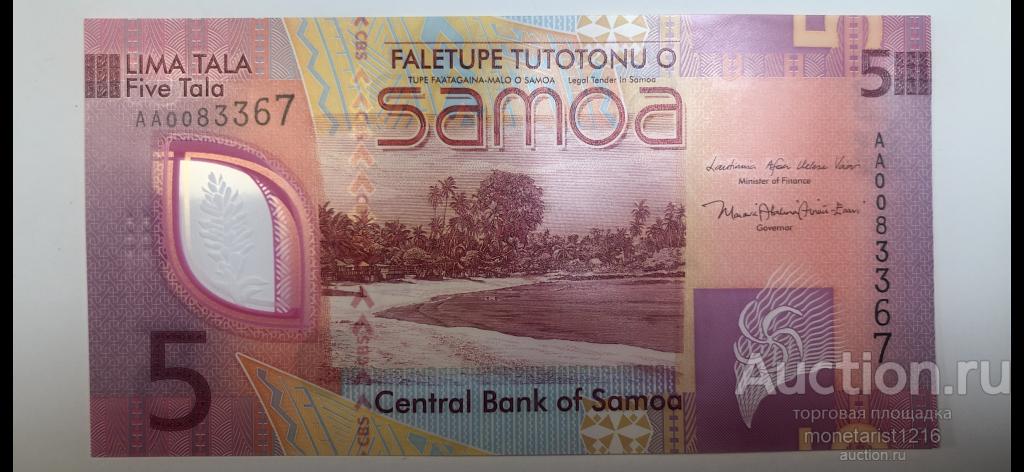 LIMA TALA
Five Tala
AA0083367
CBS
FALETUPE TUTOTONU O
TUPE FAATAGAINA-MALO O SAMOA Legal Tender In Samoa
samoa
5
AA0083367
Minister of Finance
Governor
CBS
5
CBS
Central Bank of Samoa
Auction.ru
торговая площадка
monetarist1216
auction.ru